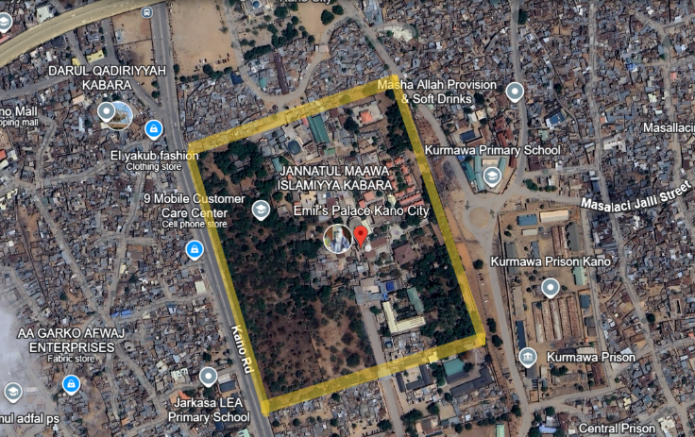 Kano City
DARUL QADIRIYYAH
KABARA
Masha Allah Provision
& Soft Drinks
no Mall
pping mall
Masallaci
El yakub fashion
Clothing store
Kurmawa Primary School
JANNATUL MAAWA
ISLAMIYYA KABARA
9 Mobile Customer
Care Center
Cell phone store
Emir's Palace Kano City
Masalaci Jalli Street
Kurmawa Prison Kano
AA GARKO AFWAJ
ENTERPRISES
Fabric store
Kano Rd
Kurmawa Prison
Jarkasa LEA
Primary School
nul adfal ps
Central Prison